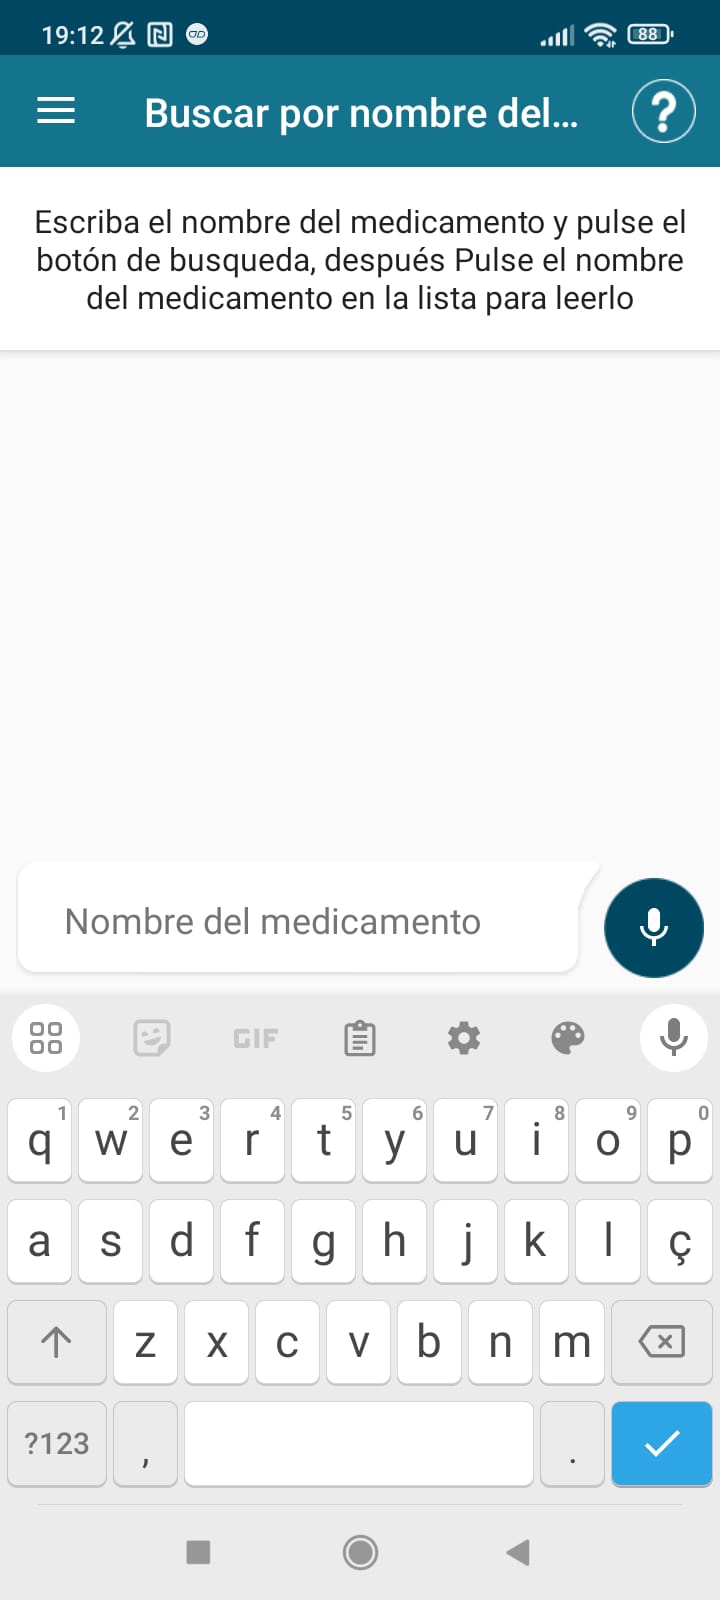 19:12 88
Buscar por nombre del...
?
Escriba el nombre del medicamento y pulse el
botón de busqueda, después Pulse el nombre
del medicamento en la lista para leerlo
Nombre del medicamento
GIF
1 2 3 4 5 6 7 8 9 0
q w e r t y u i o p
a s d f g h j k l ç
z x c v b n m
?123 , .